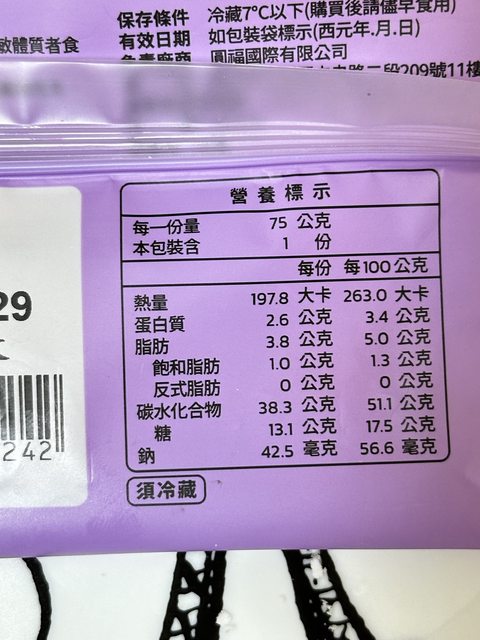 保存條件 冷藏7°C以下(購買後請儘早食用)
敏體質者食 有效日期 如包裝袋標示(西元年.月.日)
負責廠商 圓福國際有限公司
二段209號11樓
營養標示
每一份量 75 公克
本包裝含 1 份
每份 每100公克
熱量 197.8 大卡 263.0 大卡
蛋白質 2.6 公克 3.4 公克
脂肪 3.8 公克 5.0 公克
飽和脂肪 1.0 公克 1.3 公克
反式脂肪 0 公克 0 公克
碳水化合物 38.3 公克 51.1 公克
糖 13.1 公克 17.5 公克
鈉 42.5 毫克 56.6 毫克
須冷藏
29
242